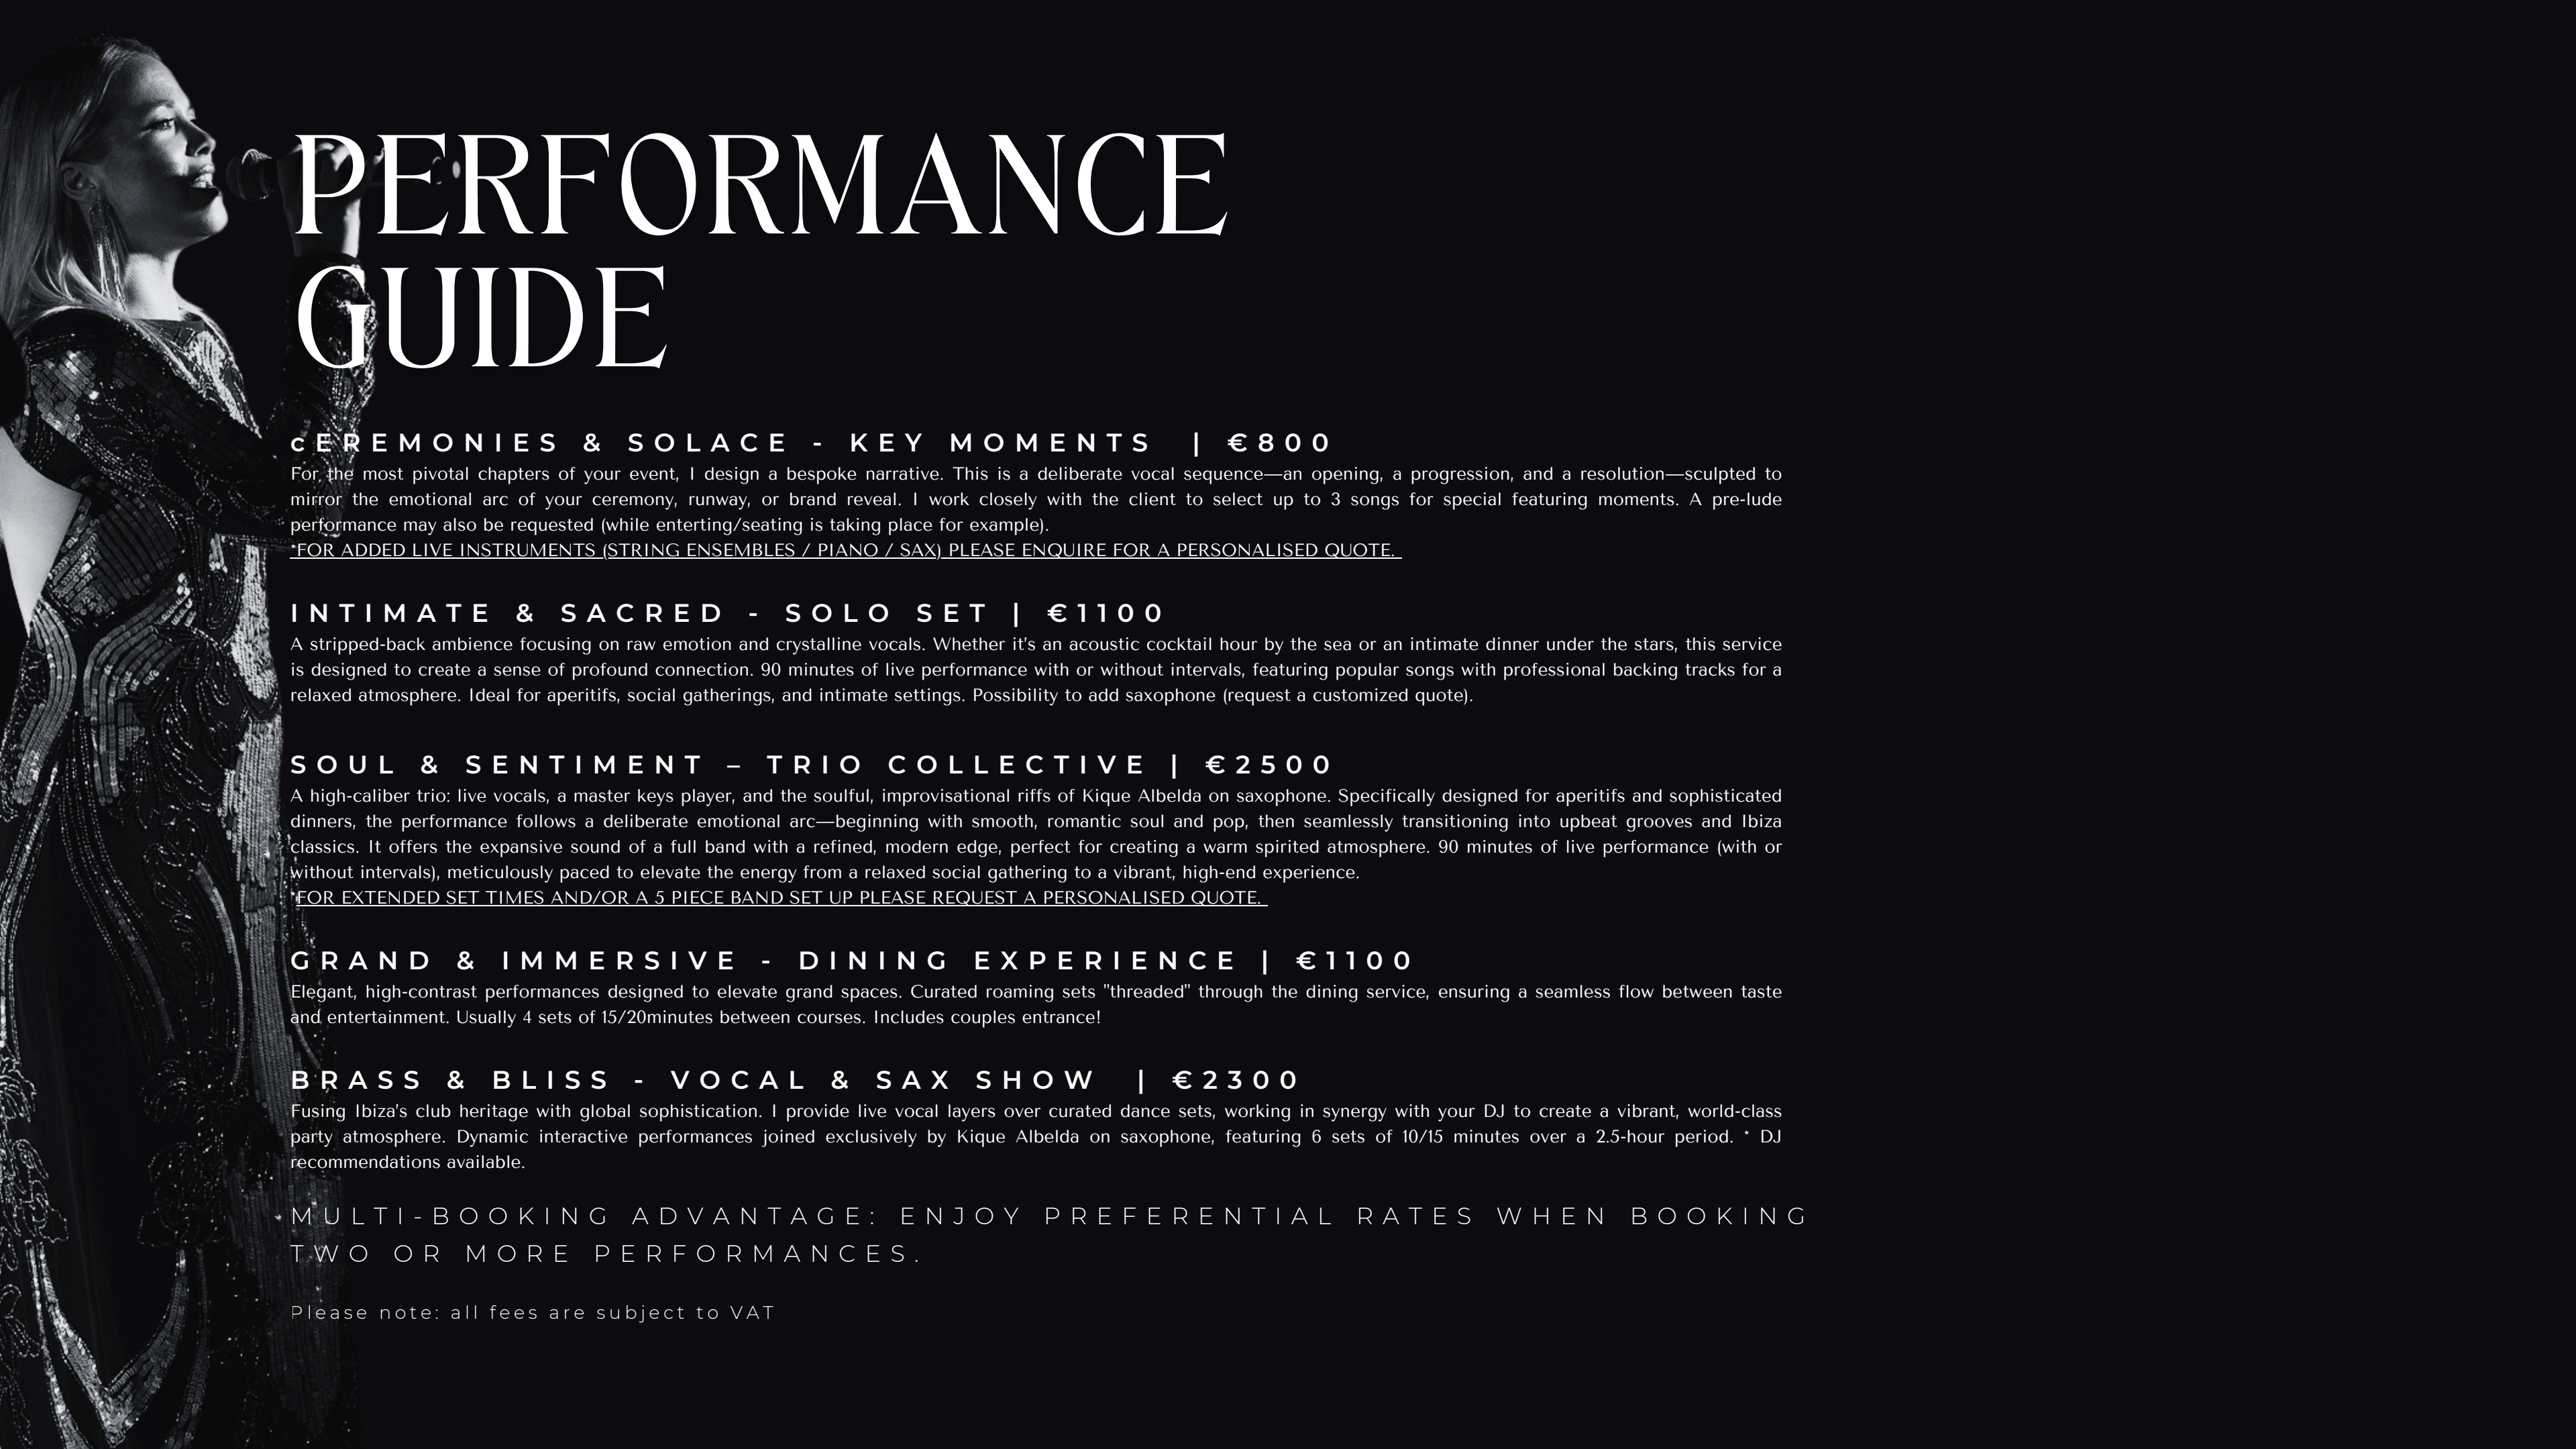 PERFORMANCE
GUIDE
cEREMONIES & SOLACE - KEY MOMENTS | €800
For the most pivotal chapters of your event, I design a bespoke narrative. This is a deliberate vocal sequence—an opening, a progression, and a resolution—sculpted to
mirror the emotional arc of your ceremony, runway, or brand reveal. I work closely with the client to select up to 3 songs for special featuring moments. A pre-lude
performance may also be requested (while enterting/seating is taking place for example).
*FOR ADDED LIVE INSTRUMENTS (STRING ENSEMBLES / PIANO / SAX) PLEASE ENQUIRE FOR A PERSONALISED QUOTE.
INTIMATE & SACRED - SOLO SET | €1100
A stripped-back ambience focusing on raw emotion and crystalline vocals. Whether it's an acoustic cocktail hour by the sea or an intimate dinner under the stars, this service
is designed to create a sense of profound connection. 90 minutes of live performance with or without intervals, featuring popular songs with professional backing tracks for a
relaxed atmosphere. Ideal for aperitifs, social gatherings, and intimate settings. Possibility to add saxophone (request a customized quote).
SOUL & SENTIMENT – TRIO COLLECTIVE | €2500
A high-caliber trio: live vocals, a master keys player, and the soulful, improvisational riffs of Kique Albelda on saxophone. Specifically designed for aperitifs and sophisticated
dinners, the performance follows a deliberate emotional arc—beginning with smooth, romantic soul and pop, then seamlessly transitioning into upbeat grooves and Ibiza
classics. It offers the expansive sound of a full band with a refined, modern edge, perfect for creating a warm spirited atmosphere. 90 minutes of live performance (with or
without intervals), meticulously paced to elevate the energy from a relaxed social gathering to a vibrant, high-end experience.
*FOR EXTENDED SET TIMES AND/OR A 5 PIECE BAND SET UP PLEASE REQUEST A PERSONALISED QUOTE.
GRAND & IMMERSIVE - DINING EXPERIENCE | €1100
Elegant, high-contrast performances designed to elevate grand spaces. Curated roaming sets "threaded" through the dining service, ensuring a seamless flow between taste
and entertainment. Usually 4 sets of 15/20minutes between courses. Includes couples entrance!
BRASS & BLISS - VOCAL & SAX SHOW | €2300
Fusing Ibiza's club heritage with global sophistication. I provide live vocal layers over curated dance sets, working in synergy with your DJ to create a vibrant, world-class
party atmosphere. Dynamic interactive performances joined exclusively by Kique Albelda on saxophone, featuring 6 sets of 10/15 minutes over a 2.5-hour period. * DJ
recommendations available.
MULTI-BOOKING ADVANTAGE: ENJOY PREFERENTIAL RATES WHEN BOOKING
TWO OR MORE PERFORMANCES.
Please note: all fees are subject to VAT